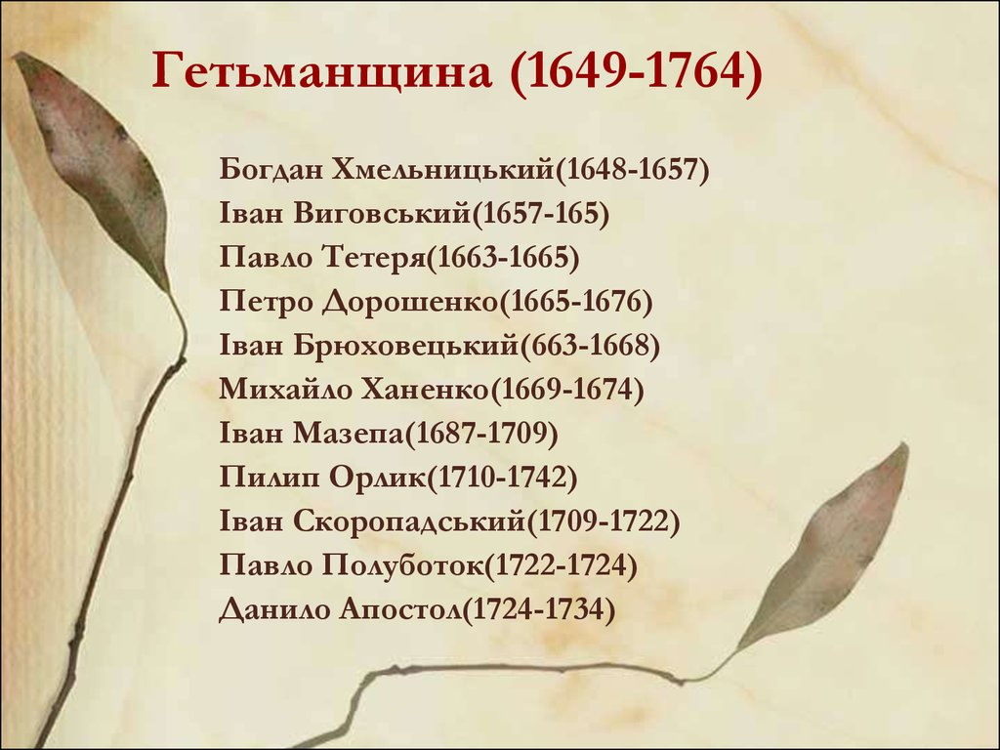 Гетьманщина (1649-1764)
Богдан Хмельницький(1648-1657)
Іван Виговський(1657-165)
Павло Тетеря(1663-1665)
Петро Дорошенко(1665-1676)
Іван Брюховецький(663-1668)
Михайло Ханенко(1669-1674)
Іван Мазепа(1687-1709)
Пилип Орлик(1710-1742)
Іван Скоропадський(1709-1722)
Павло Полуботок(1722-1724)
Данило Апостол(1724-1734)